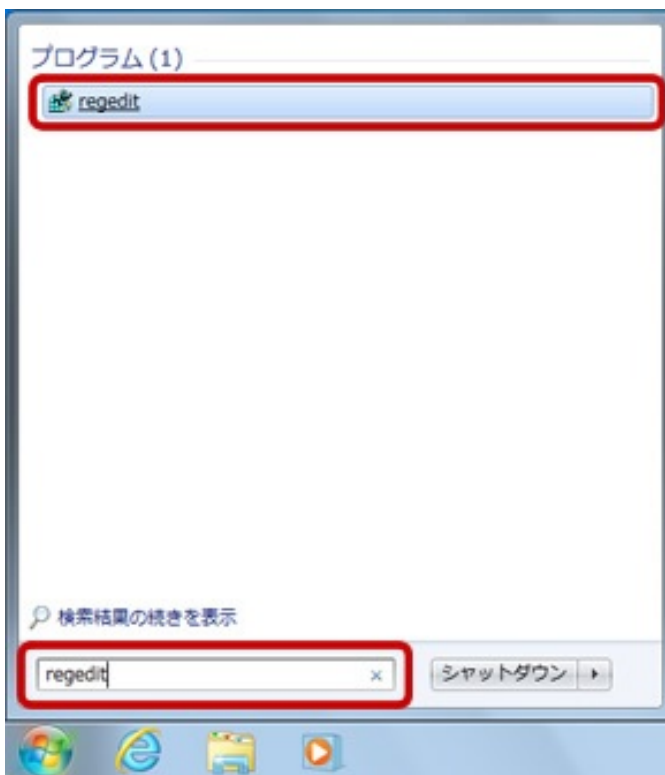 プログラム (1)
regedit
検索結果の続きを表示
regedit
シャットダウン